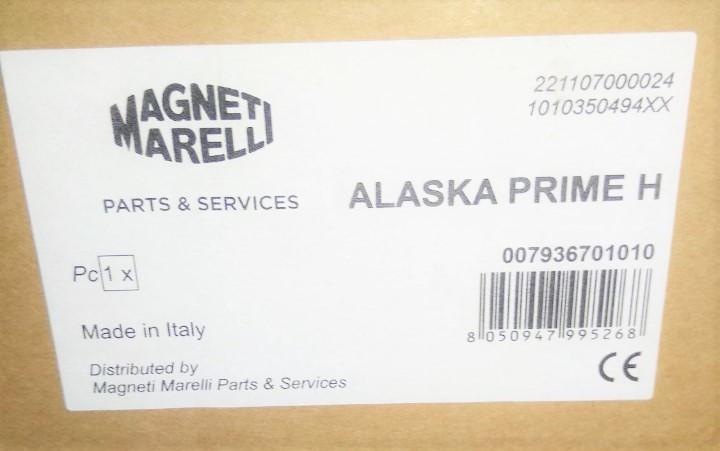 MAGNETI
MARELLI
PARTS & SERVICES
221107000024
1010350494XX
ALASKA PRIME H
Pc 1 x
007936701010
8 050947 995268
Made in Italy
CE
Distributed by
Magneti Marelli Parts & Services